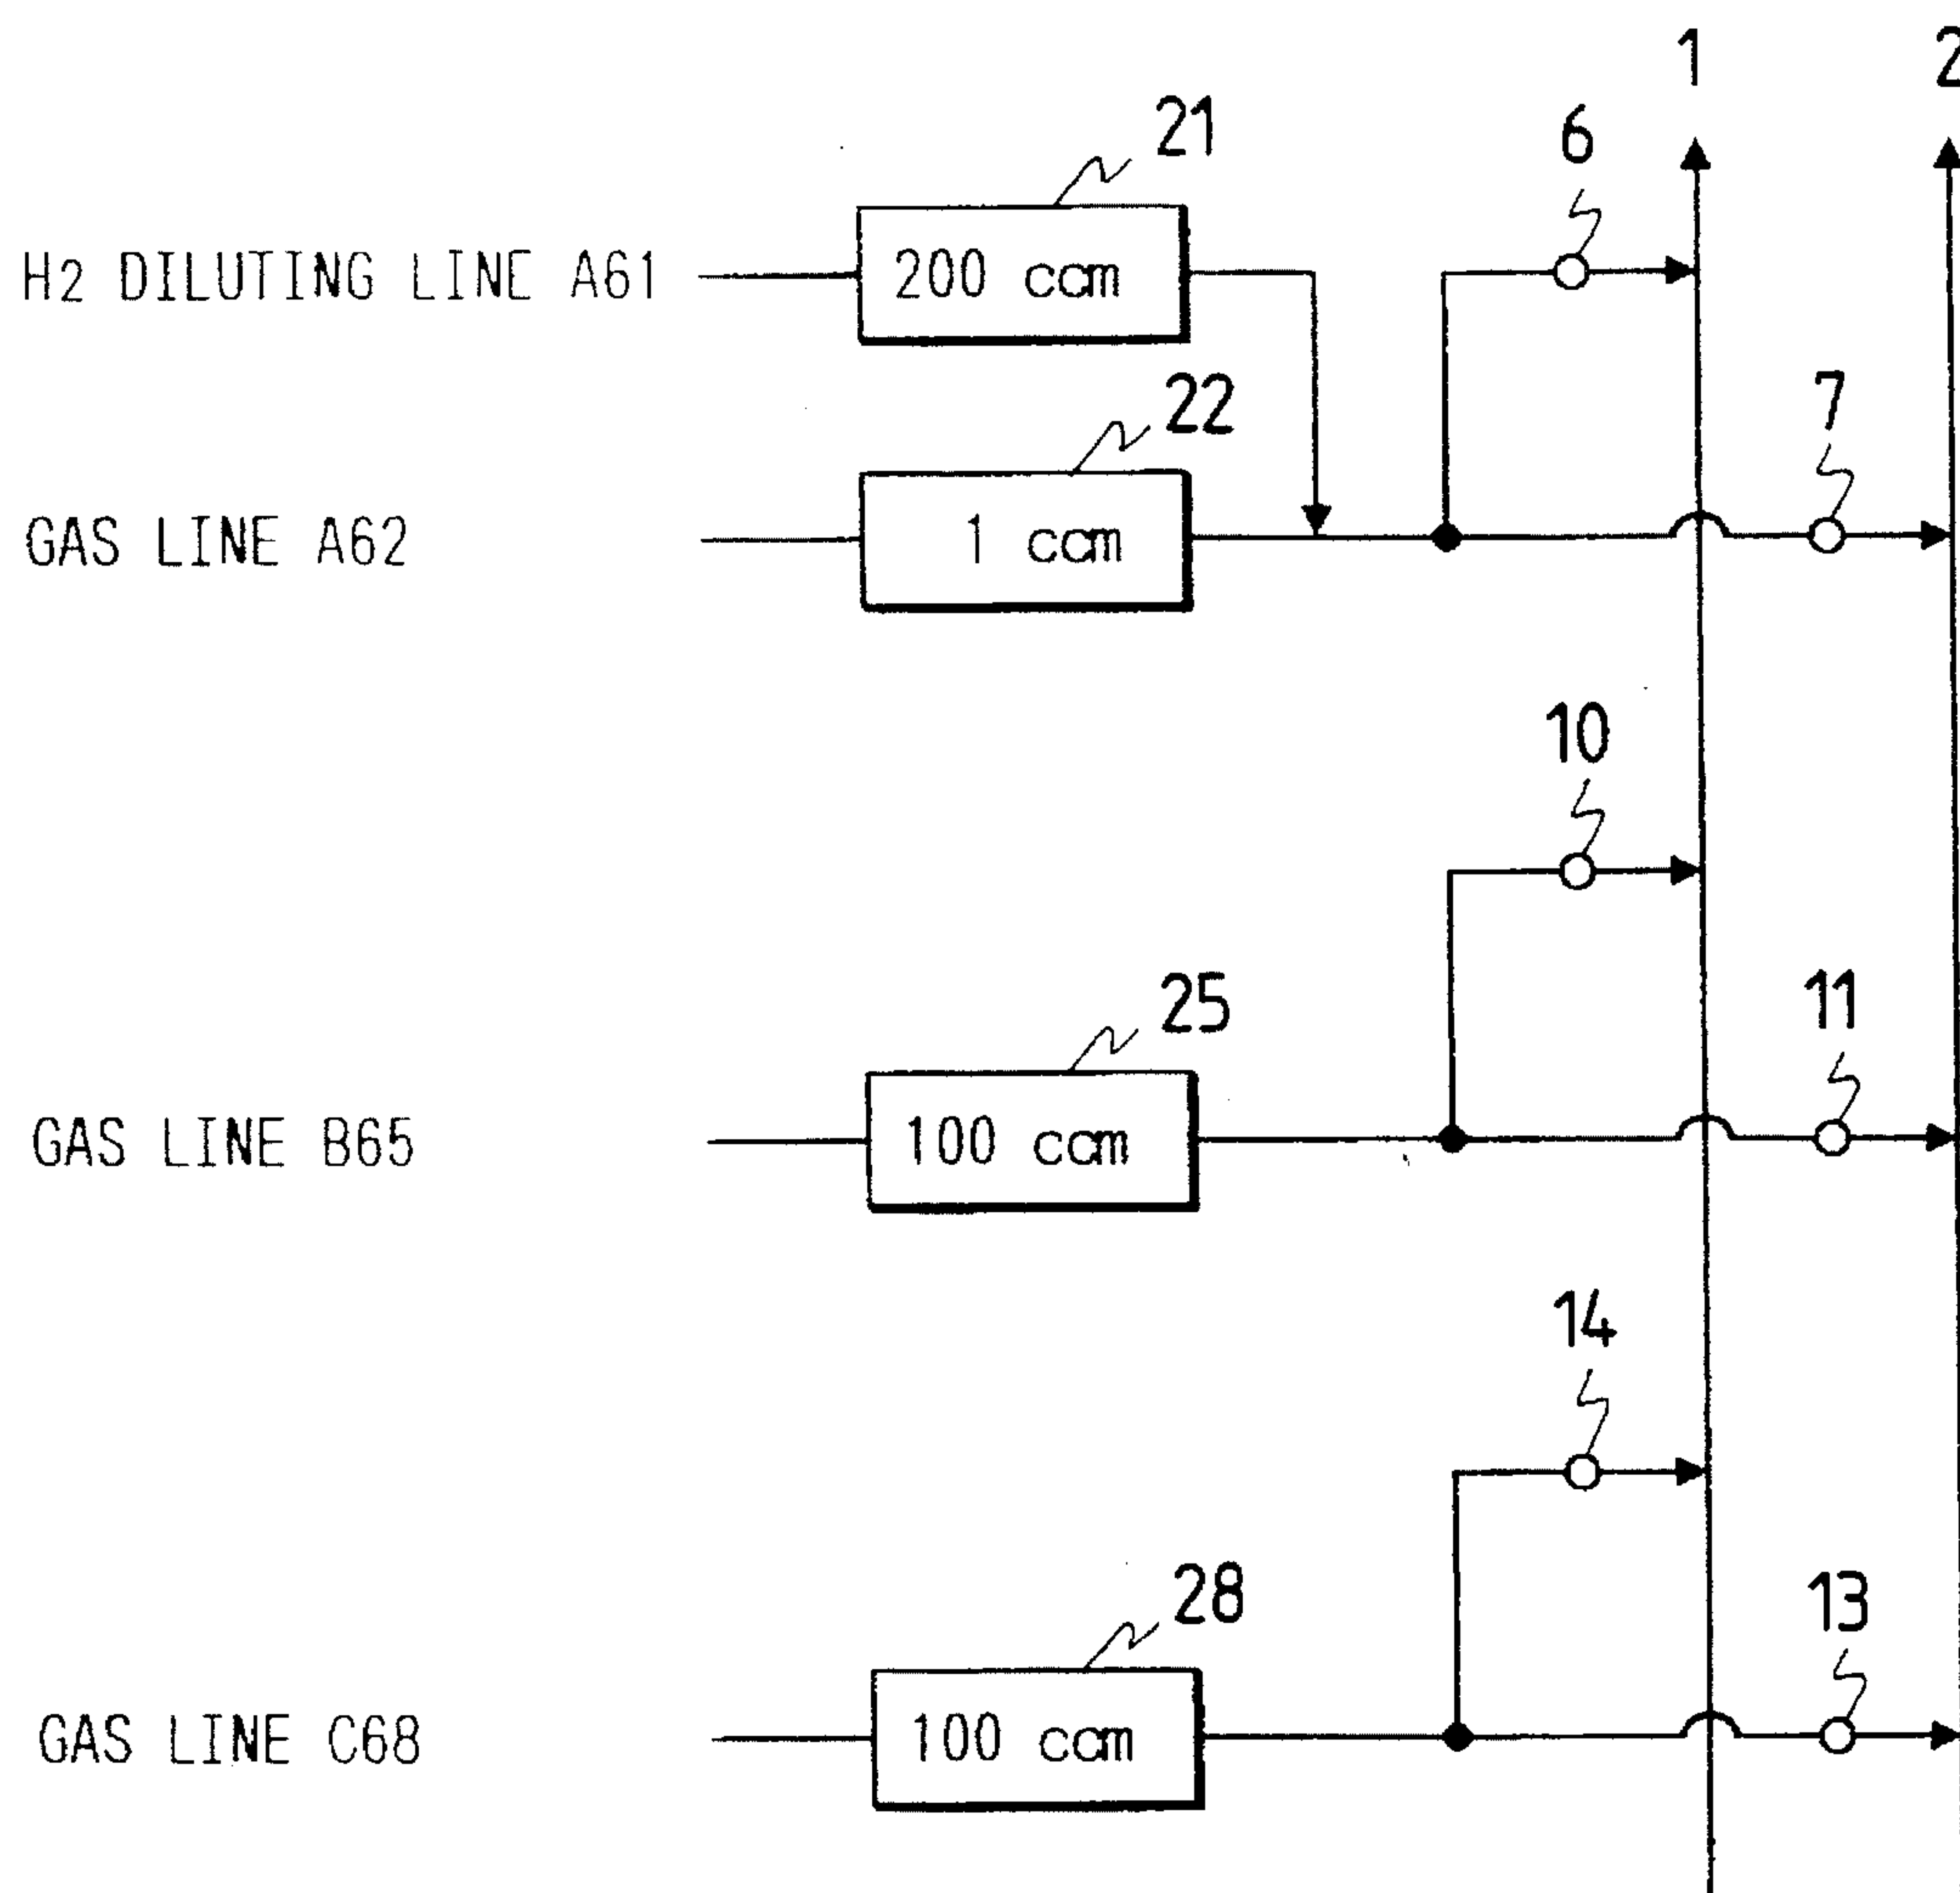 1 2
6
21
H2 DILUTING LINE A61 200 ccm
7
22
GAS LINE A62 1 ccm
10
11
25
GAS LINE B65 100 ccm
14
13
28
GAS LINE C68 100 ccm